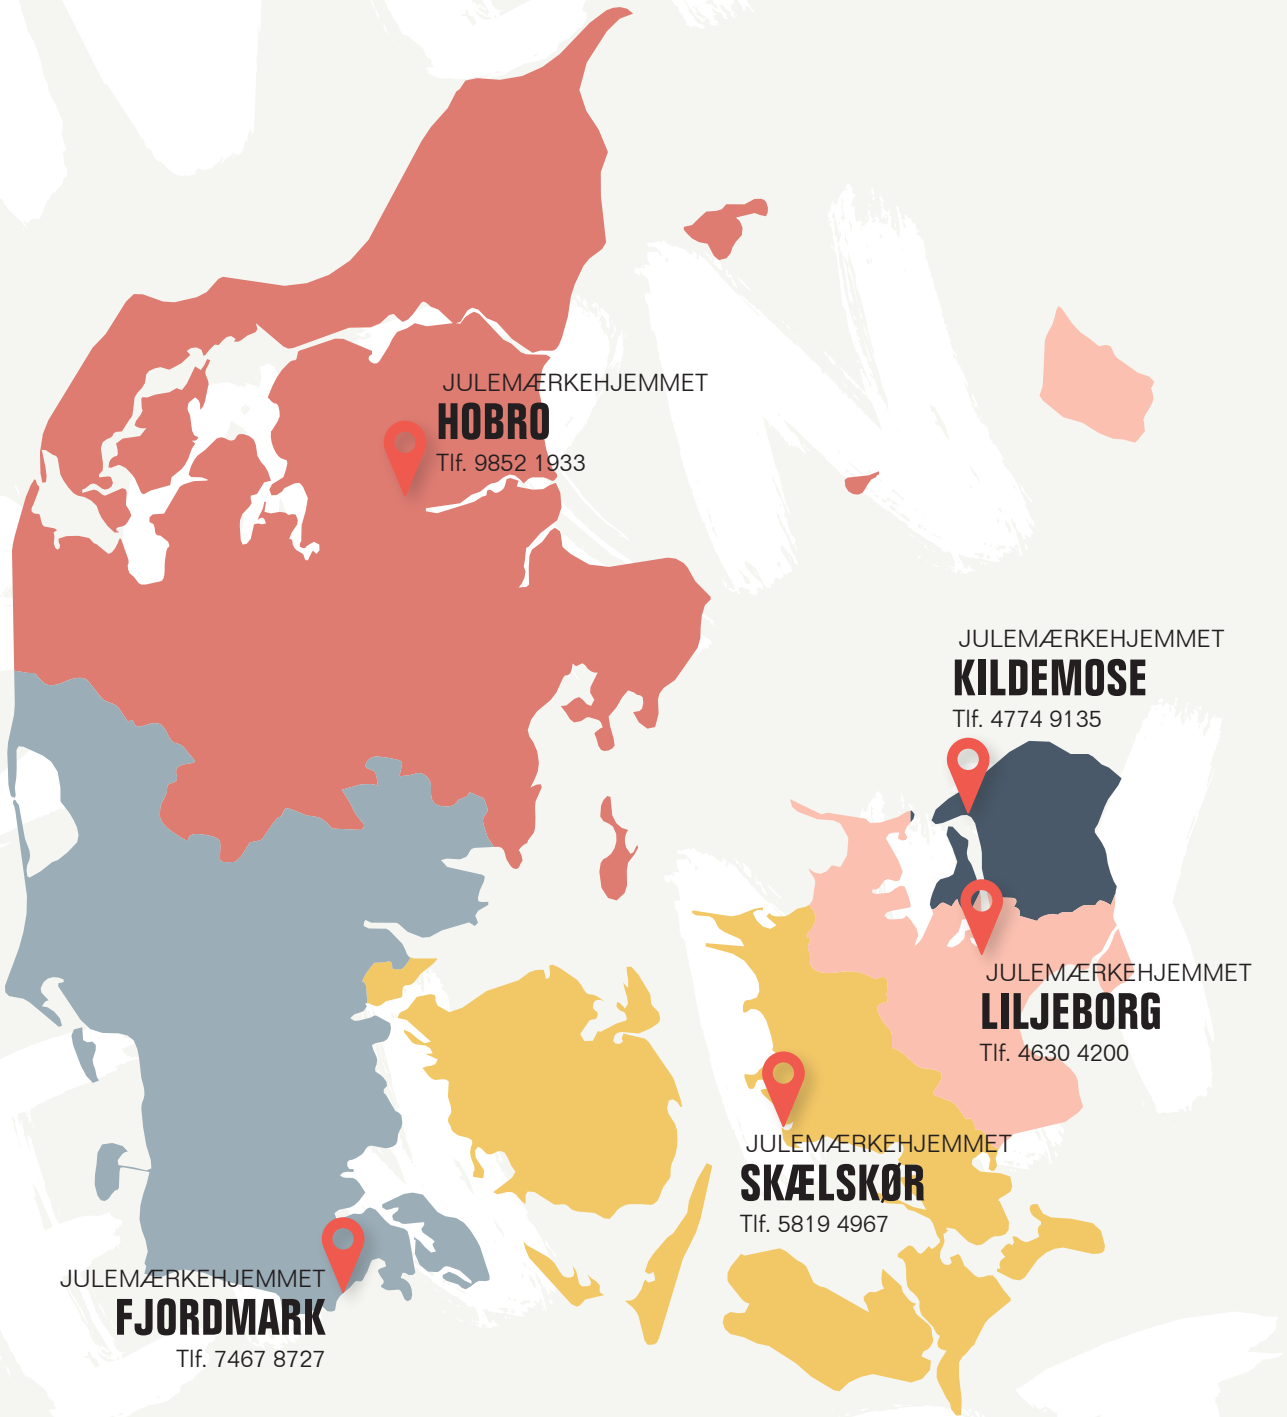 JULEMÆRKEHJEMMET
HOBRO
Tlf. 9852 1933
JULEMÆRKEHJEMMET
KILDEMOSE
Tlf. 4774 9135
JULEMÆRKEHJEMMET
LILJEBORG
Tlf. 4630 4200
JULEMÆRKEHJEMMET
SKÆLSKØR
Tlf. 5819 4967
JULEMÆRKEHJEMMET
FJORDMARK
Tlf. 7467 8727